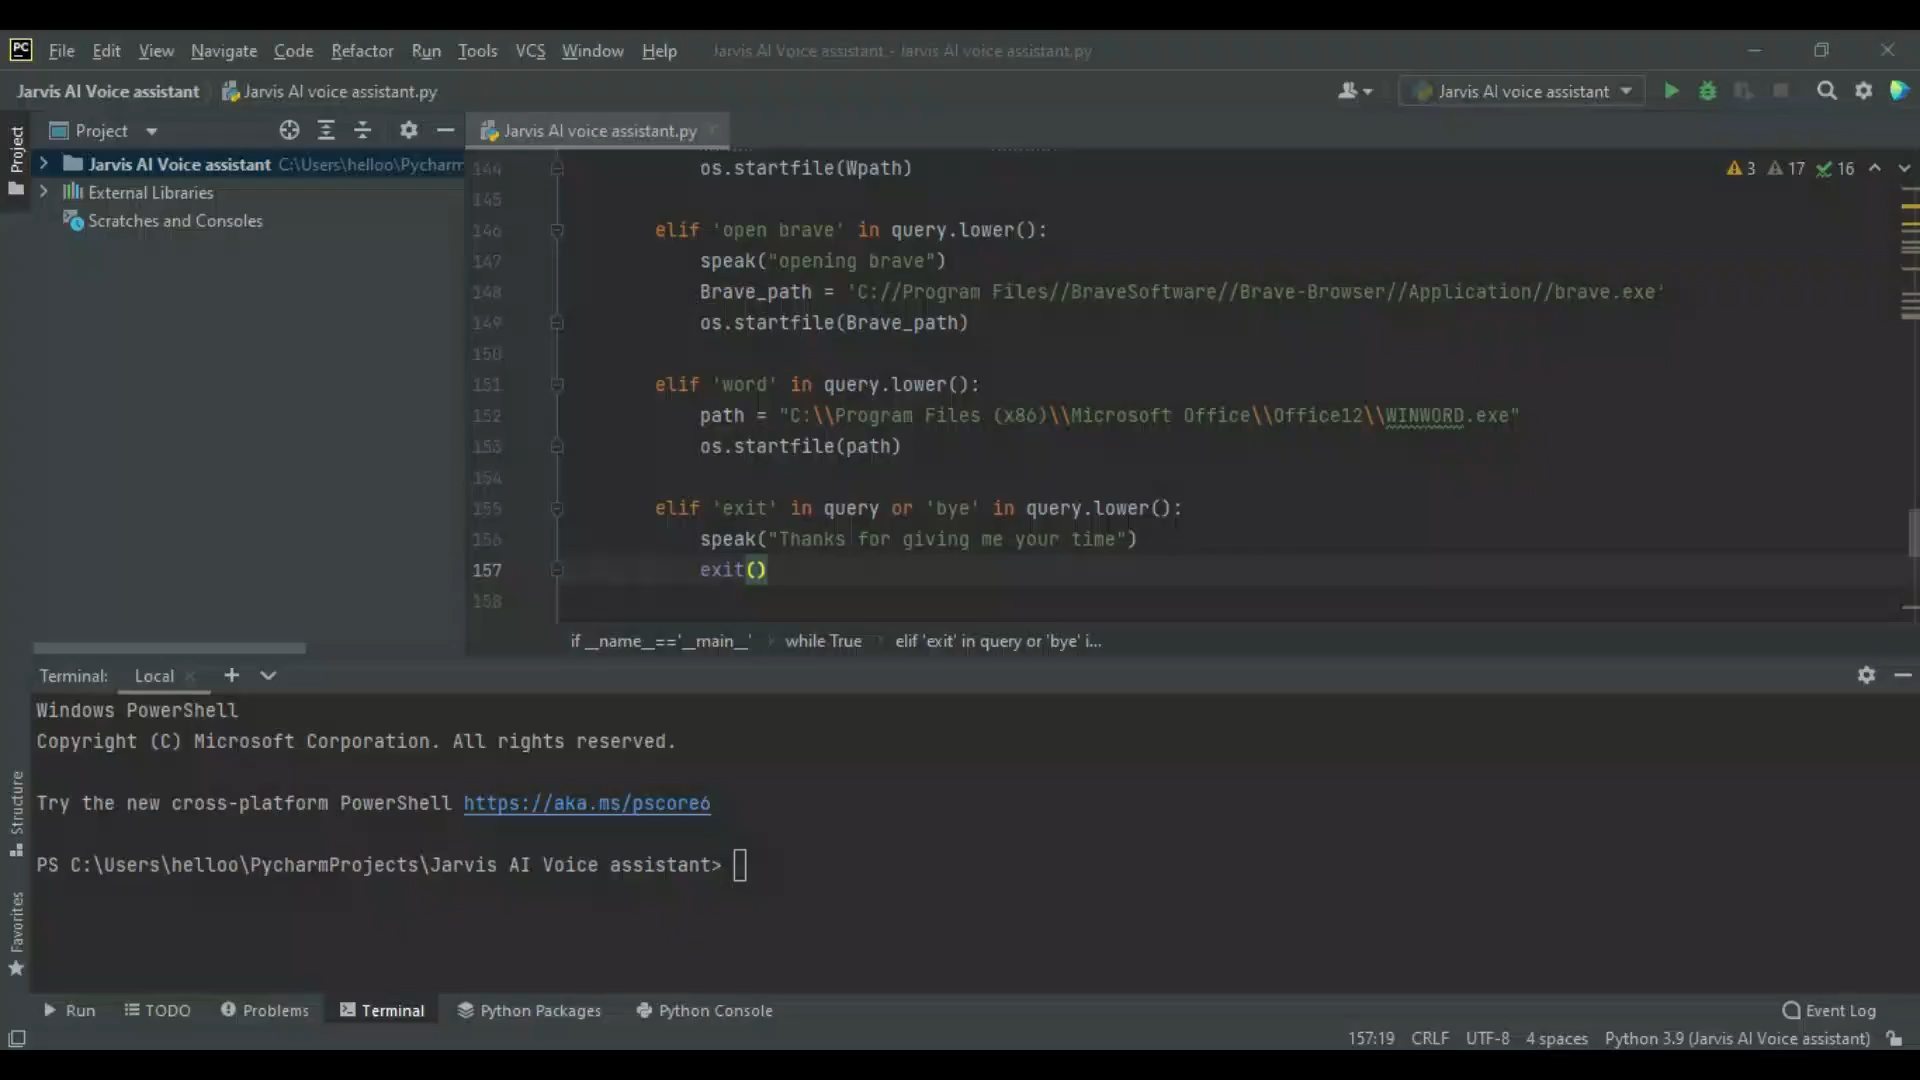 PC File Edit View Navigate Code Refactor Run Tools VCS Window Help Jarvis AI Voice assistant - Jarvis AI voice assistant.py
Jarvis AI Voice assistant Jarvis AI voice assistant.py Jarvis AI voice assistant
Project Project Jarvis AI voice assistant.py
Jarvis AI Voice assistant C:\Users\helloo\Pycharm
External Libraries
Scratches and Consoles
144 os.startfile(Wpath) 3 17 16
145
146 elif 'open brave' in query.lower():
147 speak("opening brave")
148 Brave_path = 'C://Program Files//BraveSoftware//Brave-Browser//Application//brave.exe'
149 os.startfile(Brave_path)
150
151 elif 'word' in query.lower():
152 path = "C:\\Program Files (x86)\\Microsoft Office\\Office12\\WINWORD.exe"
153 os.startfile(path)
154
155 elif 'exit' in query or 'bye' in query.lower():
156 speak("Thanks for giving me your time")
157 exit()
158
if __name__=='__main__' › while True › elif 'exit' in query or 'bye' i...
Terminal: Local
Windows PowerShell
Copyright (C) Microsoft Corporation. All rights reserved.
Try the new cross-platform PowerShell https://aka.ms/pscore6
PS C:\Users\helloo\PycharmProjects\Jarvis AI Voice assistant>
Structure
Favorites
Run TODO Problems Terminal Python Packages Python Console Event Log
157:19 CRLF UTF-8 4 spaces Python 3.9 (Jarvis AI Voice assistant)